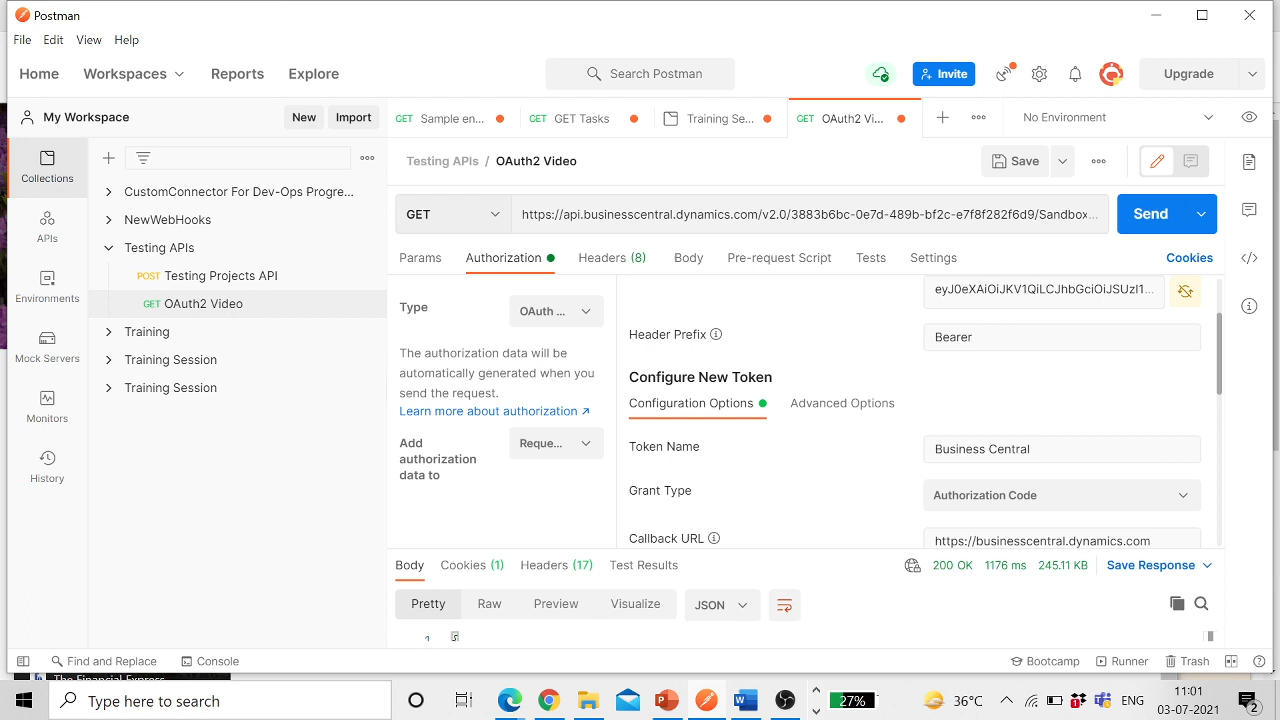 Postman
File Edit View Help
Home Workspaces Reports Explore Search Postman Invite Upgrade
My Workspace New Import GET Sample en... GET GET Tasks Training Se... GET OAuth2 Vi... No Environment
Collections
APIs
Environments
Mock Servers
Monitors
History
CustomConnector For Dev-Ops Progre...
NewWebHooks
Testing APIs
POST Testing Projects API
GET OAuth2 Video
Training
Training Session
Training Session
Testing APIs / OAuth2 Video Save
GET https://api.businesscentral.dynamics.com/v2.0/3883b6bc-0e7d-489b-bf2c-e7f8f282f6d9/Sandbox... Send
Params Authorization Headers (8) Body Pre-request Script Tests Settings Cookies
Type OAuth ...
The authorization data will be
automatically generated when you
send the request.
Learn more about authorization ↗
Add
authorization
data to
Reque...
eyJ0eXAiOiJKV1QiLCJhbGciOiJSUzI1...
Header Prefix Bearer
Configure New Token
Configuration Options Advanced Options
Token Name Business Central
Grant Type Authorization Code
Callback URL https://businesscentral.dynamics.com
Body Cookies (1) Headers (17) Test Results 200 OK 1176 ms 245.11 KB Save Response
Pretty Raw Preview Visualize JSON
1
Find and Replace Console Bootcamp Runner Trash
The Financial Express
Type here to search 27% 36°C ENG 11:01
03-07-2021 2